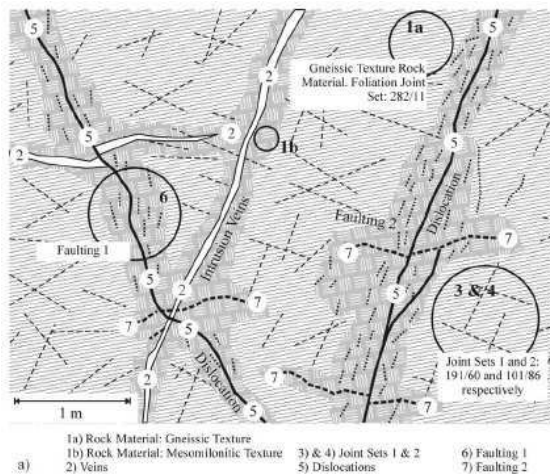 5
2
1a
5
Gneissic Texture Rock
Material. Foliation Joint
Set: 282/11
5
2
1b
5
2
6
Intrusion Veins
Faulting 2
Dislocation
7
7
Faulting 1
5
2
5
3 & 4
7
7
5
Dislocation
Joint Sets 1 and 2:
191/60 and 101/86
respectively
7
7
2
1 m
5
5
1a) Rock Material: Gneissic Texture
1b) Rock Material: Mesomilonitic Texture 3) & 4) Joint Sets 1 & 2 6) Faulting 1
a) 2) Veins 5) Dislocations 7) Faulting 2